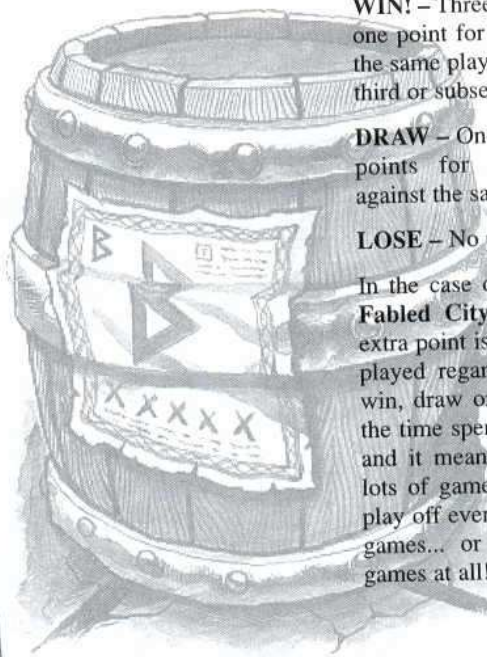 WIN! – Three
one point for
the same play
third or subse
DRAW – On
points for
against the sa
LOSE – No
In the case o
Fabled City
extra point is
played regar
win, draw o
the time spe
and it mean
lots of game
play off ever
games... or
games at all!
B
B
XXXXX